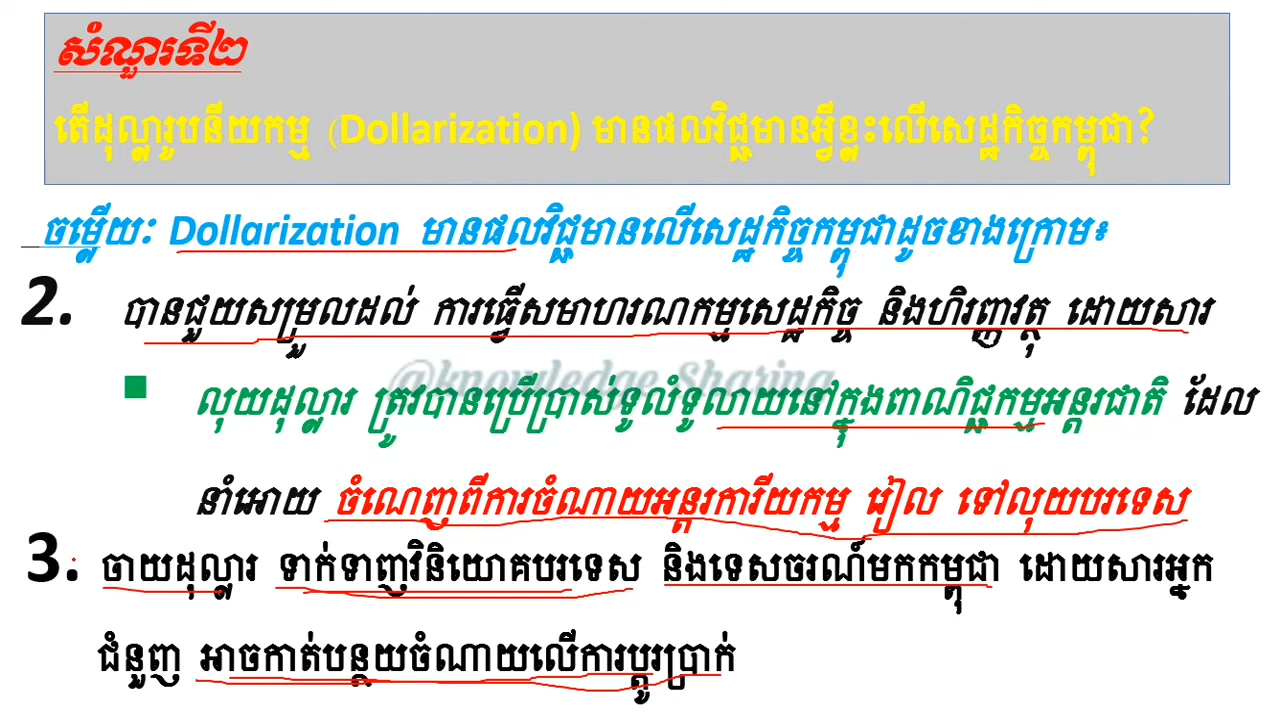 សំណួរទី២
តើដុល្លារូបនីយកម្ម (Dollarization) មានផលវិជ្ជមានអ្វីខ្លះលើសេដ្ឋកិច្ចកម្ពុជា?
ចម្លើយ: Dollarization មានផលវិជ្ជមានលើសេដ្ឋកិច្ចកម្ពុជាដូចខាងក្រោម៖
2. បានជួយសម្រួលដល់ ការធ្វើសមាហរណកម្មសេដ្ឋកិច្ច និងហិរញ្ញវត្ថុ ដោយសារ
@knowledge Sharing
លុយដុល្លារ ត្រូវបានប្រើប្រាស់ទូលំទូលាយនៅក្នុងពាណិជ្ជកម្មអន្តរជាតិ ដែល
នាំអោយ ចំណេញពីការចំណាយអន្តរការីយកម្ម រៀល ទៅលុយបរទេស
3. ចាយដុល្លារ ទាក់ទាញវិនិយោគបរទេស និងទេសចរណ៍មកកម្ពុជា ដោយសារអ្នក
ជំនួញ អាចកាត់បន្ថយចំណាយលើការប្តូរប្រាក់